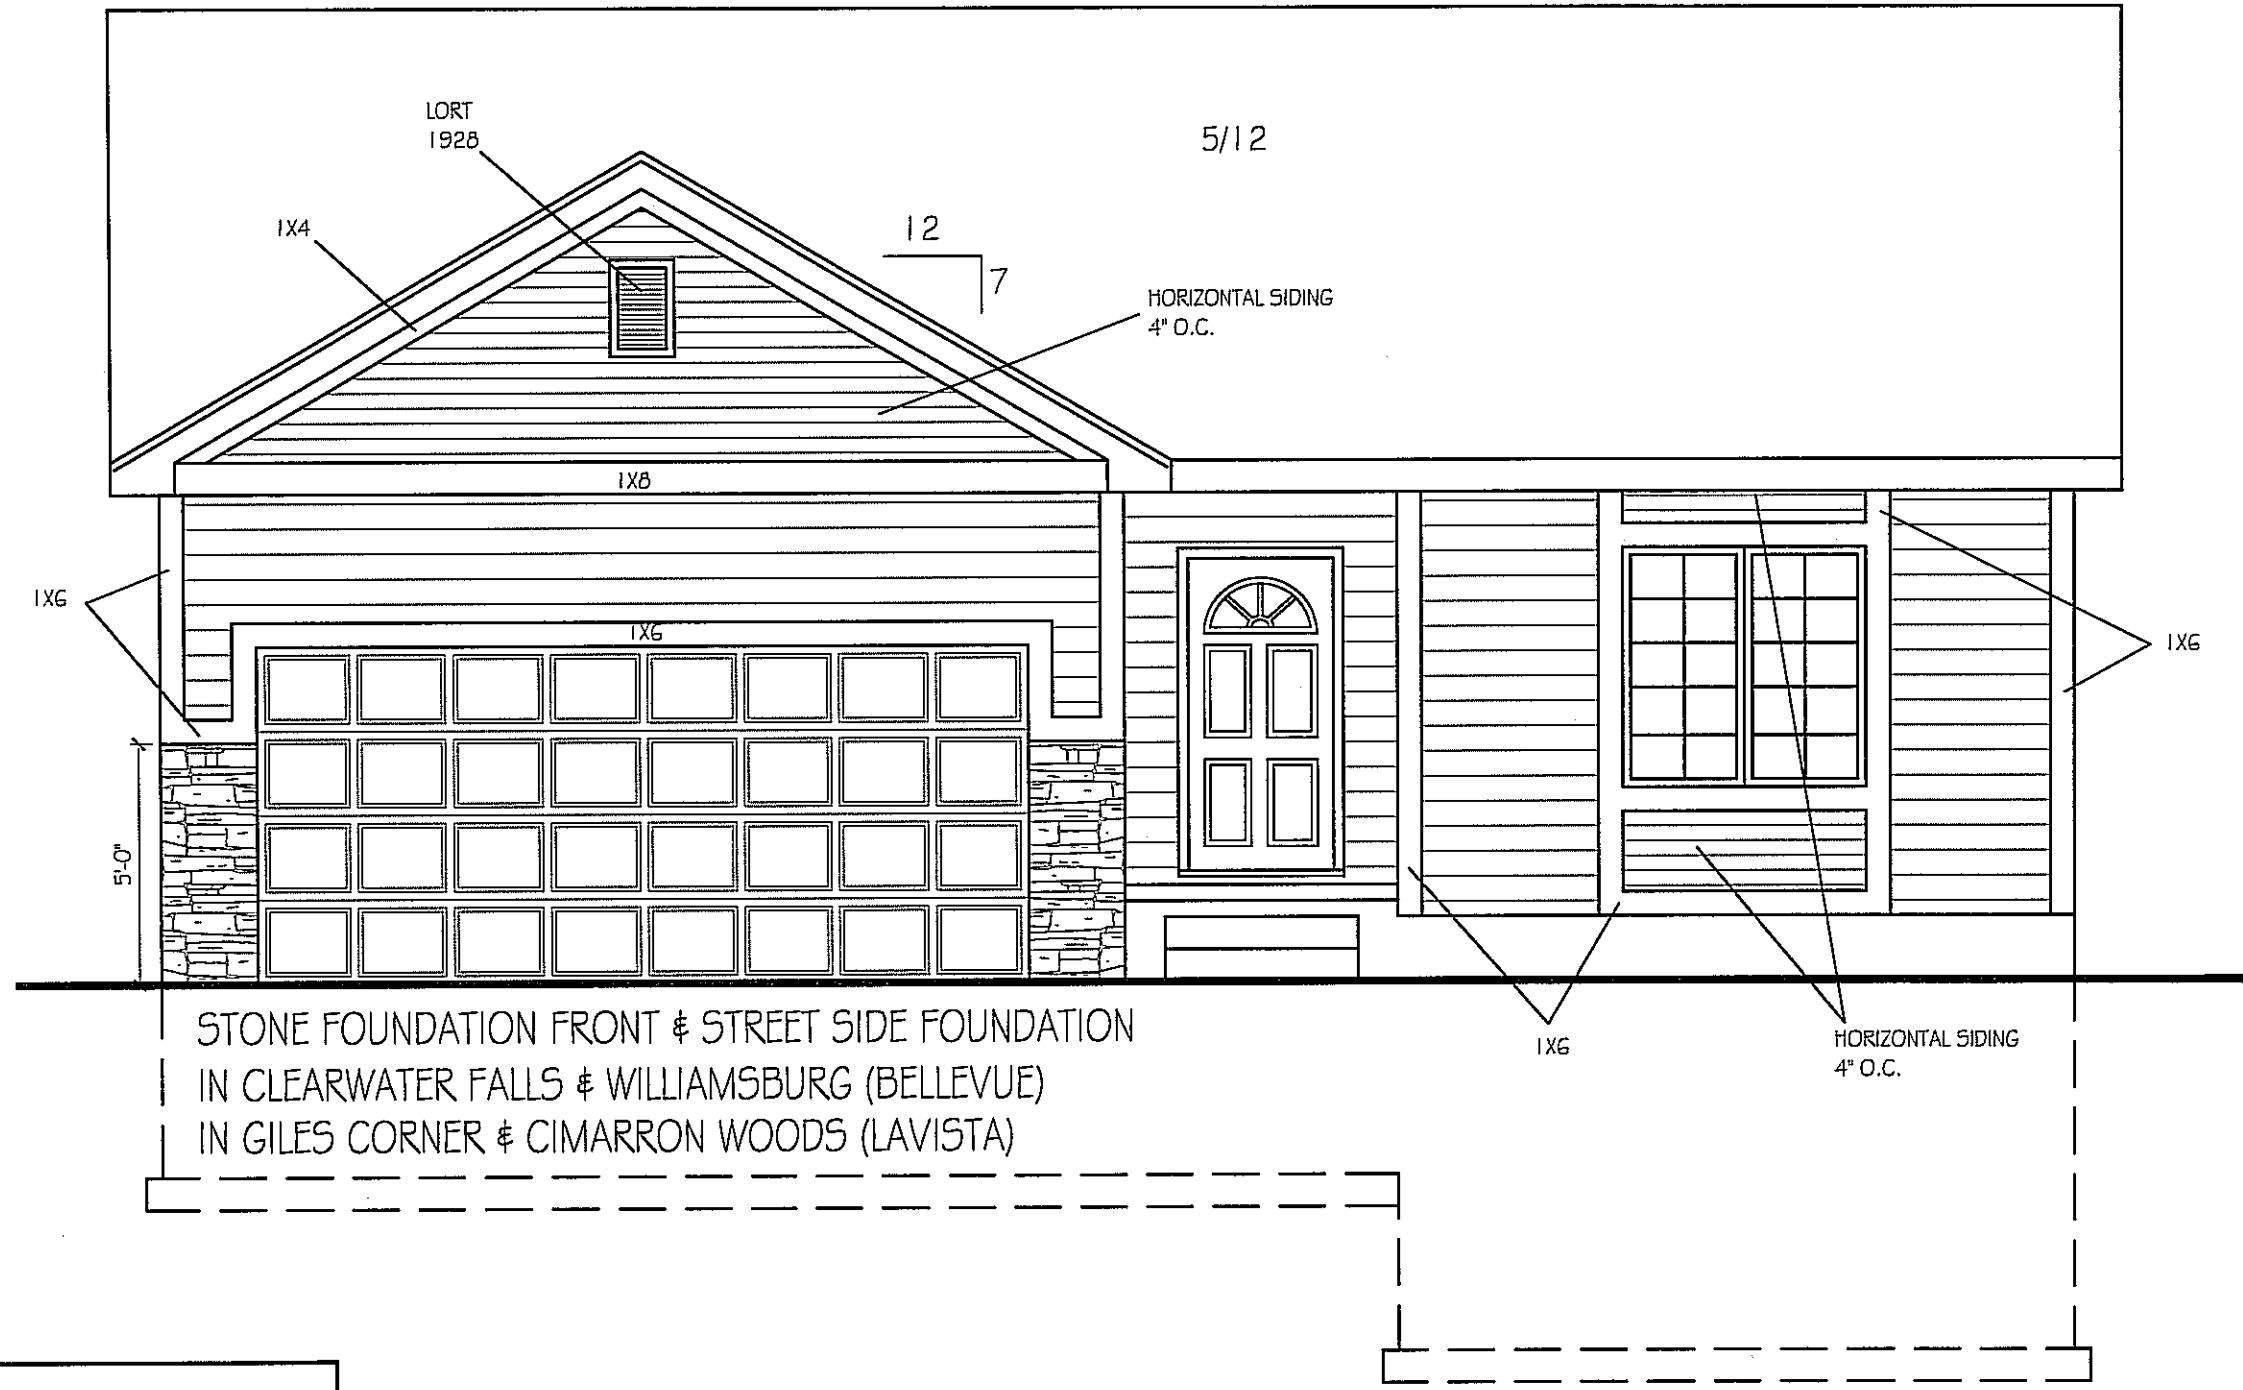 LORT
1928
5/12
1X4
12
7
HORIZONTAL SIDING
4" O.C.
1X8
1X6
1X6
1X6
5'-0"
STONE FOUNDATION FRONT & STREET SIDE FOUNDATION
IN CLEARWATER FALLS & WILLIAMSBURG (BELLEVUE)
IN GILES CORNER & CIMARRON WOODS (LAVISTA)
1X6
HORIZONTAL SIDING
4" O.C.